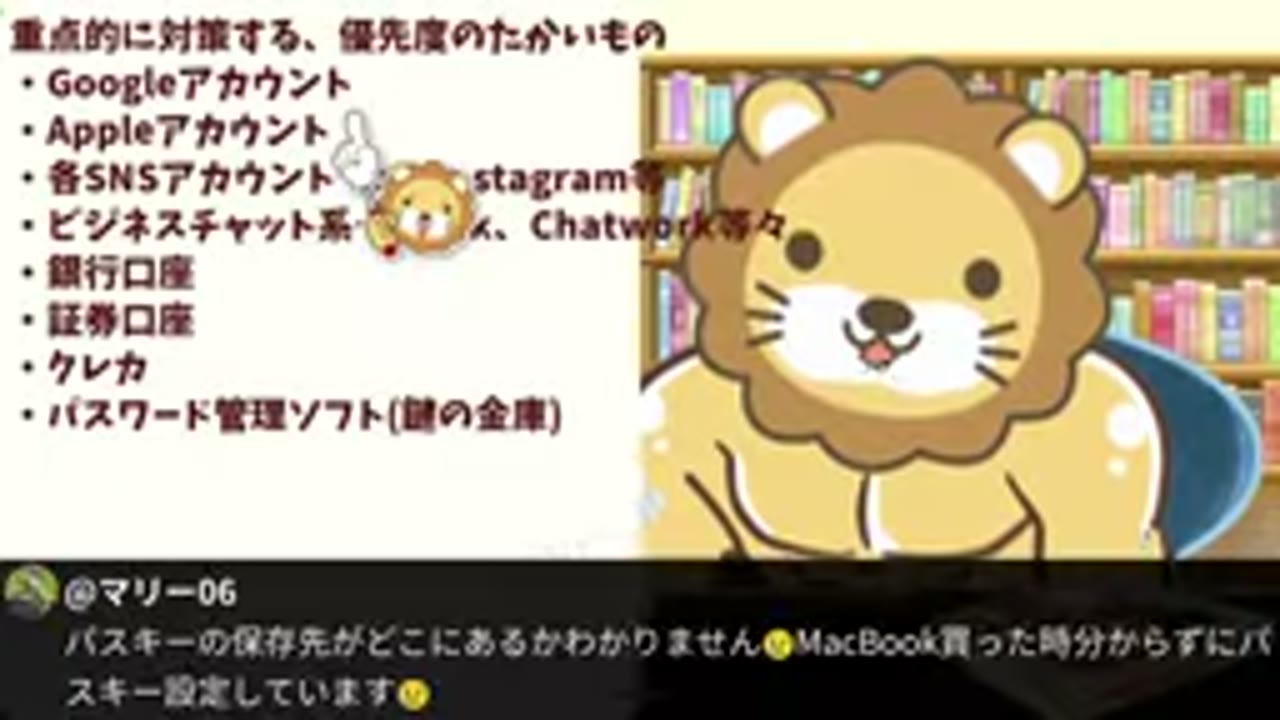 重点的に対策する、優先度のたかいもの
・Googleアカウント
・Appleアカウント
・各SNSアカウント stagram等
・ビジネスチャット系 k、Chatwork等々
・銀行口座
・証券口座
・クレカ
・パスワード管理ソフト(鍵の金庫)
@マリー06
パスキーの保存先がどこにあるかわかりません MacBook買った時分からずにパ
スキー設定しています